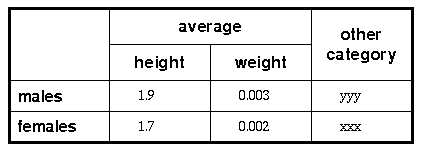 average
other
category
height weight
males 1.9 0.003 yyy
females 1.7 0.002 xxx